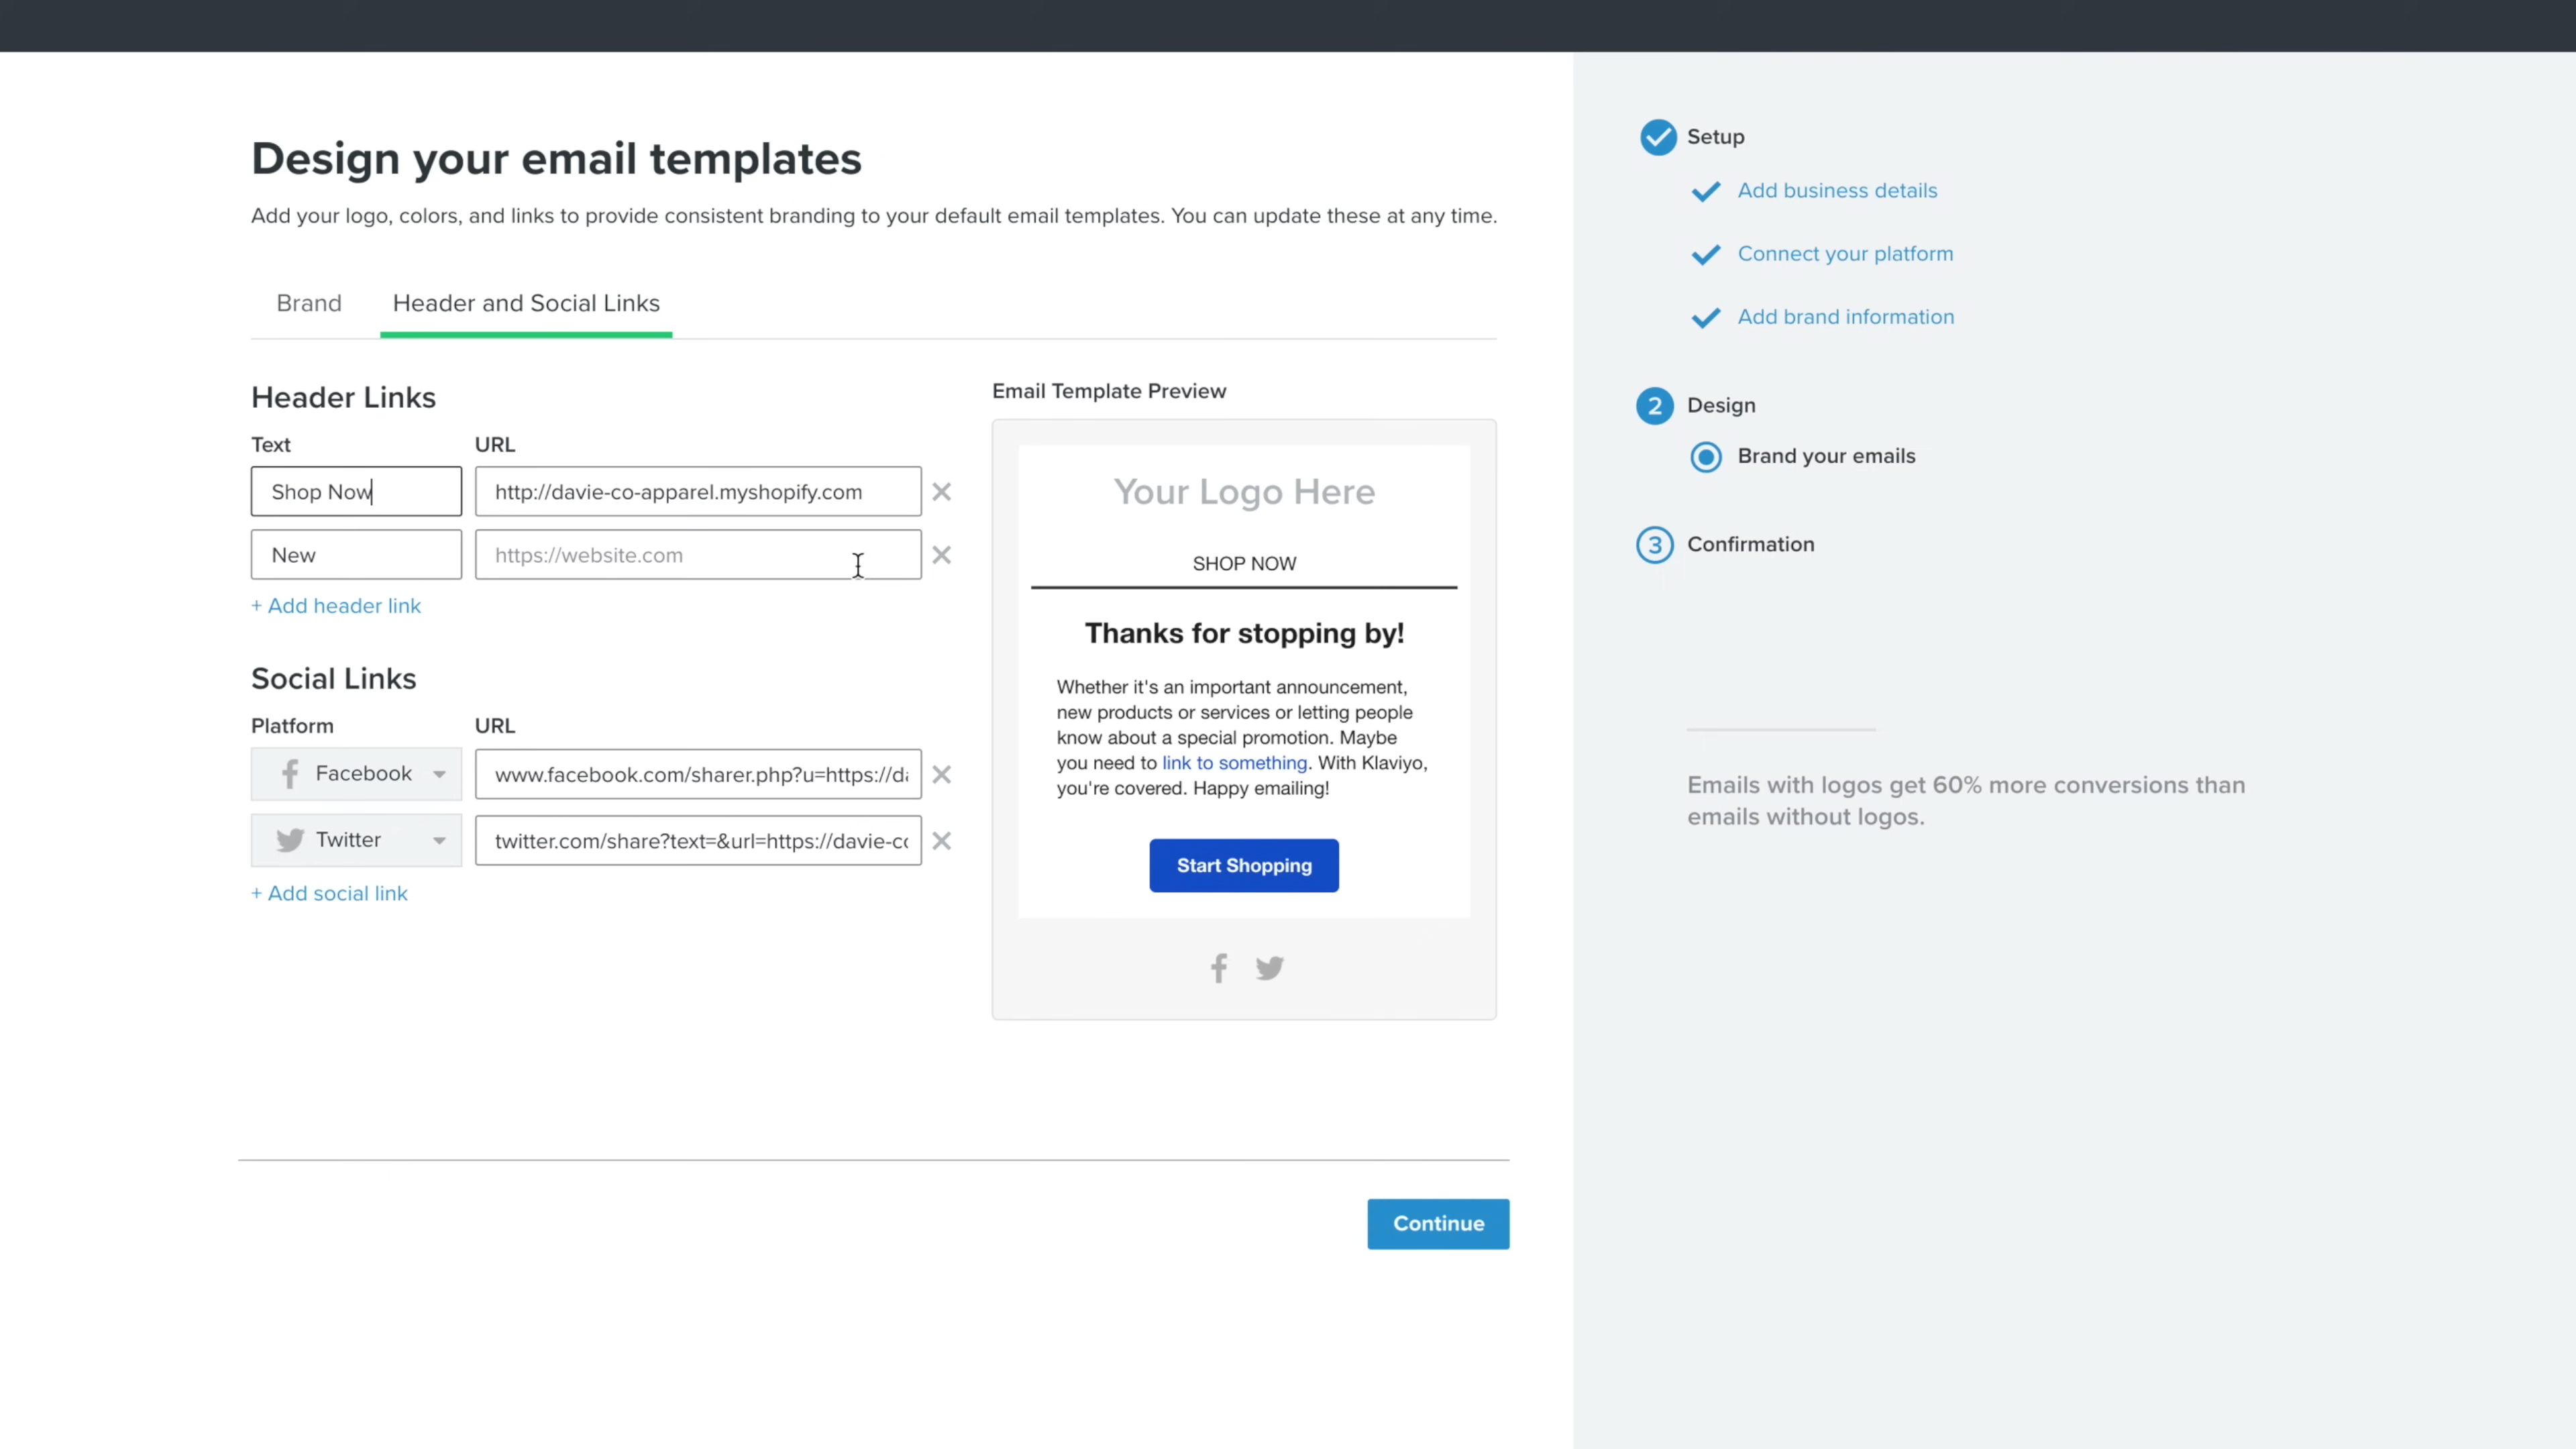 Design your email templates
Add your logo, colors, and links to provide consistent branding to your default email templates. You can update these at any time.
Brand
Header and Social Links
Header Links
Text
URL
Shop Now
http://davie-co-apparel.myshopify.com
New
https://website.com
+ Add header link
Social Links
Platform
URL
Facebook
www.facebook.com/sharer.php?u=https://da
Twitter
twitter.com/share?text=&url=https://davie-co
+ Add social link
Email Template Preview
Your Logo Here
SHOP NOW
Thanks for stopping by!
Whether it's an important announcement,
new products or services or letting people
know about a special promotion. Maybe
you need to link to something. With Klaviyo,
you're covered. Happy emailing!
Start Shopping
Continue
Setup
Add business details
Connect your platform
Add brand information
2 Design
Brand your emails
3 Confirmation
Emails with logos get 60% more conversions than
emails without logos.